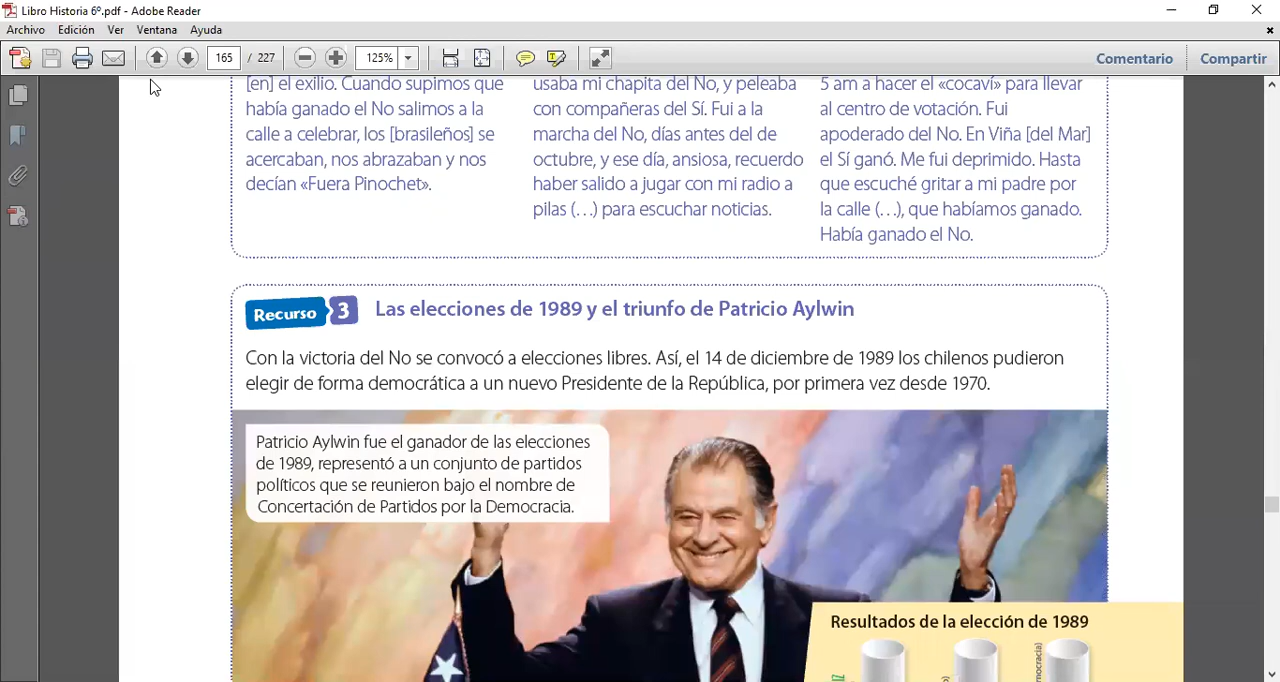 Libro Historia 6º.pdf - Adobe Reader
Archivo Edición Ver Ventana Ayuda
165 / 227 125% Comentario Compartir
[en] el exilio. Cuando supimos que
había ganado el No salimos a la
calle a celebrar, los [brasileños] se
acercaban, nos abrazaban y nos
decían «Fuera Pinochet».
usaba mi chapita del No, y peleaba
con compañeras del Sí. Fui a la
marcha del No, días antes del de
octubre, y ese día, ansiosa, recuerdo
haber salido a jugar con mi radio a
pilas (…) para escuchar noticias.
5 am a hacer el «cocaví» para llevar
al centro de votación. Fui
apoderado del No. En Viña [del Mar]
el Sí ganó. Me fui deprimido. Hasta
que escuché gritar a mi padre por
la calle (…), que habíamos ganado.
Había ganado el No.
Recurso 3 Las elecciones de 1989 y el triunfo de Patricio Aylwin
Con la victoria del No se convocó a elecciones libres. Así, el 14 de diciembre de 1989 los chilenos pudieron
elegir de forma democrática a un nuevo Presidente de la República, por primera vez desde 1970.
Patricio Aylwin fue el ganador de las elecciones
de 1989, representó a un conjunto de partidos
políticos que se reunieron bajo el nombre de
Concertación de Partidos por la Democracia.
Resultados de la elección de 1989